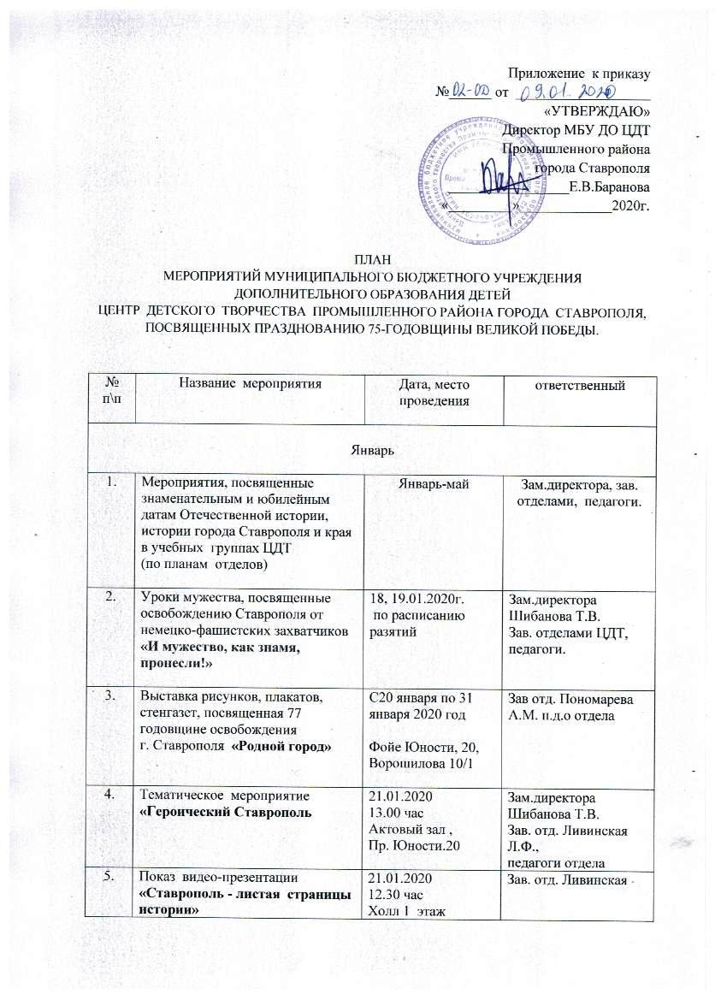 Приложение к приказу
№ 02-ОД от 09.01.2020
«УТВЕРЖДАЮ»
Директор МБУ ДО ЦДТ
Промышленного района
города Ставрополя
Е.В.Баранова
«_________»_____________2020г.
ПЛАН
МЕРОПРИЯТИЙ МУНИЦИПАЛЬНОГО БЮДЖЕТНОГО УЧРЕЖДЕНИЯ
ДОПОЛНИТЕЛЬНОГО ОБРАЗОВАНИЯ ДЕТЕЙ
ЦЕНТР ДЕТСКОГО ТВОРЧЕСТВА ПРОМЫШЛЕННОГО РАЙОНА ГОРОДА СТАВРОПОЛЯ,
ПОСВЯЩЕННЫХ ПРАЗДНОВАНИЮ 75-ГОДОВЩИНЫ ВЕЛИКОЙ ПОБЕДЫ.
№
п\п
Название мероприятия
Дата, место
проведения
ответственный
Январь
1.
Мероприятия, посвященные
знаменательным и юбилейным
датам Отечественной истории,
истории города Ставрополя и края
в учебных группах ЦДТ
(по планам отделов)
Январь-май
Зам.директора, зав.
отделами, педагоги.
2.
Уроки мужества, посвященные
освобождению Ставрополя от
немецко-фашистских захватчиков
«И мужество, как знамя,
пронесли!»
18, 19.01.2020г.
по расписанию
разятий
Зам.директора
Шибанова Т.В.
Зав. отделами ЦДТ,
педагоги.
3.
Выставка рисунков, плакатов,
стенгазет, посвященная 77
годовщине освобождения
г. Ставрополя «Родной город»
С20 января по 31
января 2020 год
Фойе Юности, 20,
Ворошилова 10/1
Зав отд. Пономарева
А.М. п.д.о отдела
4.
Тематическое мероприятие
«Героический Ставрополь
21.01.2020
13.00 час
Актовый зал ,
Пр. Юности.20
Зам.директора
Шибанова Т.В.
Зав. отд. Ливинская
Л.Ф.,
педагоги отдела
5.
Показ видео-презентации
«Ставрополь - листая страницы
истории»
21.01.2020
12.30 час
Холл 1 этаж
Зав. отд. Ливинская